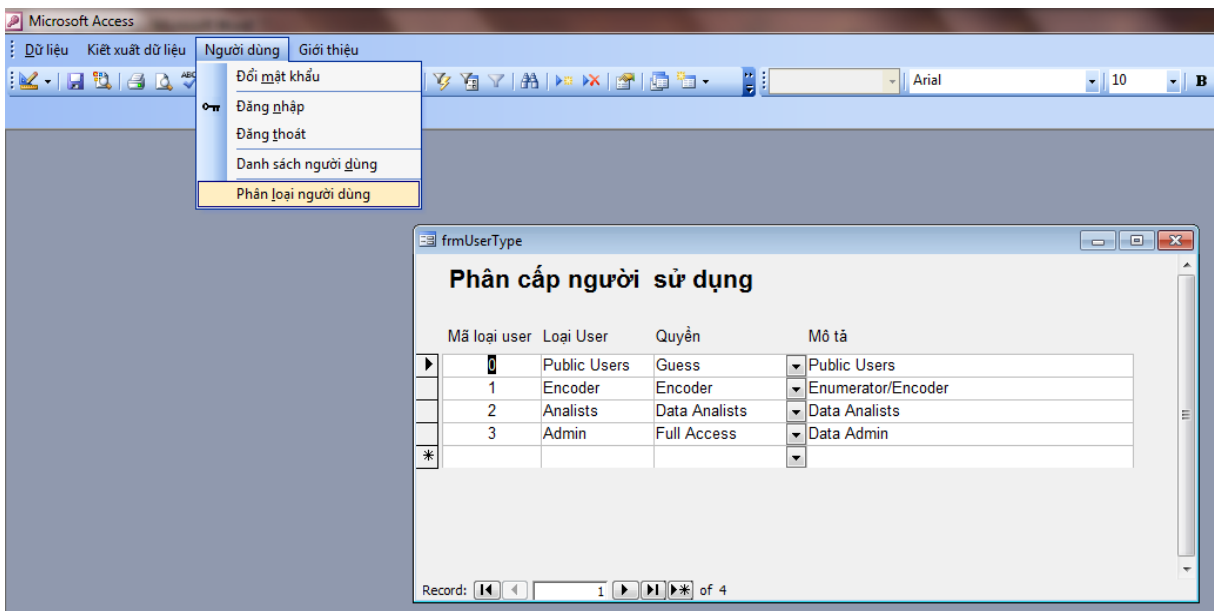 Microsoft Access
Dữ liệu Kiết xuất dữ liệu Người dùng Giới thiệu
Đổi mật khẩu
Arial 10 B
Đăng nhập
Đăng thoát
Danh sách người dùng
Phân loại người dùng
frmUserType
Phân cấp người sử dụng
Mã loại user Loại User Quyền Mô tả
0 Public Users Guess Public Users
1 Encoder Encoder Enumerator/Encoder
2 Analists Data Analists Data Analists
3 Admin Full Access Data Admin
Record: 1 of 4